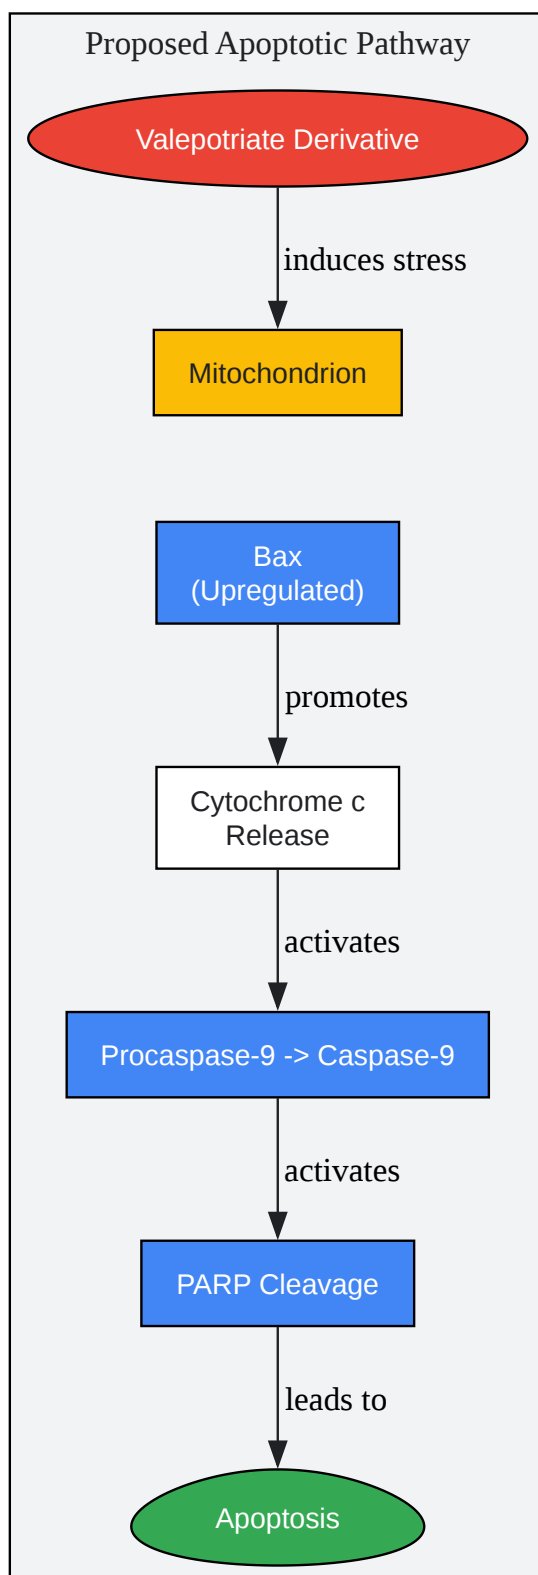 Proposed Apoptotic Pathway
Valepotriate Derivative
induces stress
Mitochondrion
Bax
(Upregulated)
promotes
Cytochrome c
Release
activates
Procaspase-9 -> Caspase-9
activates
PARP Cleavage
leads to
Apoptosis